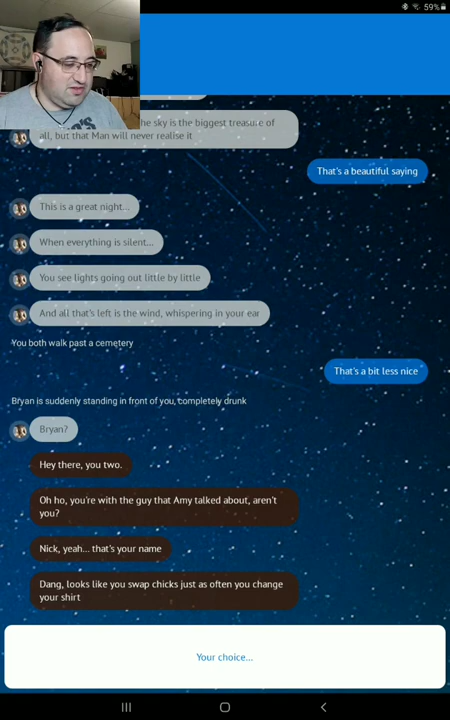 59%
he sky is the biggest treasure of
all, but that Man will never realise it
That's a beautiful saying
This is a great night...
When everything is silent...
You see lights going out little by little
And all that's left is the wind, whispering in your ear
You both walk past a cemetery
That's a bit less nice
Bryan is suddenly standing in front of you, completely drunk
Bryan?
Hey there, you two.
Oh ho, you're with the guy that Amy talked about, aren't
you?
Nick, yeah... that's your name
Dang, looks like you swap chicks just as often you change
your shirt
Your choice...